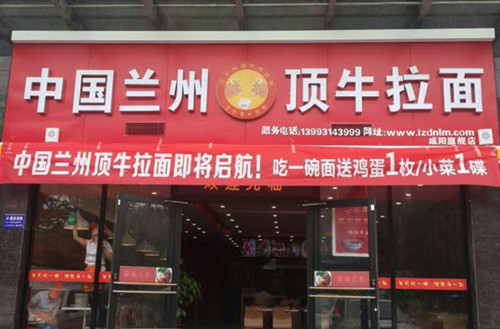 中国兰州 顶牛拉面
服务电话:13993143999 网址:www.lzdnlm.com
咸阳旗舰店
中国兰州顶牛拉面即将启航！ 吃一碗面送鸡蛋1枚/小菜1碟
欢迎光临